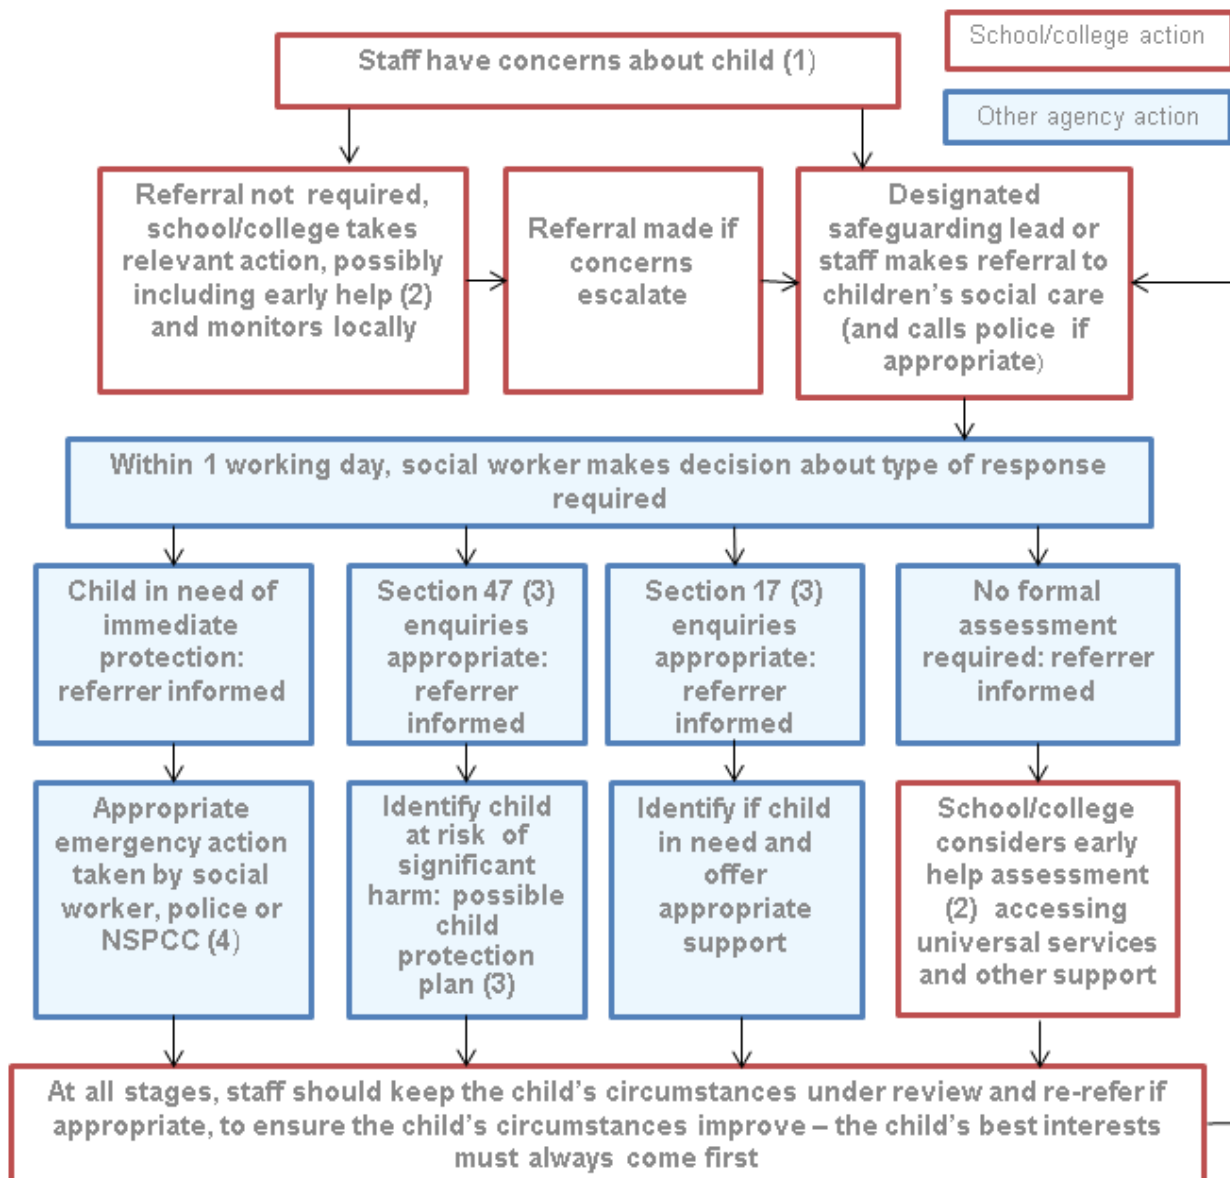 School/college action
Staff have concerns about child (1)
Other agency action
Referral not required,
school/college takes
relevant action, possibly
including early help (2)
and monitors locally
Referral made if
concerns
escalate
Designated
safeguarding lead or
staff makes referral to
children’s social care
(and calls police if
appropriate)
Within 1 working day, social worker makes decision about type of response
required
Child in need of
immediate
protection:
referrer informed
Section 47 (3)
enquiries
appropriate:
referrer
informed
Section 17 (3)
enquiries
appropriate:
referrer
informed
No formal
assessment
required: referrer
informed
Appropriate
emergency action
taken by social
worker, police or
NSPCC (4)
Identify child
at risk of
significant
harm: possible
child
protection
plan (3)
Identify if child
in need and
offer
appropriate
support
School/college
considers early
help assessment
(2) accessing
universal services
and other support
At all stages, staff should keep the child’s circumstances under review and re-refer if
appropriate, to ensure the child’s circumstances improve – the child’s best interests
must always come first